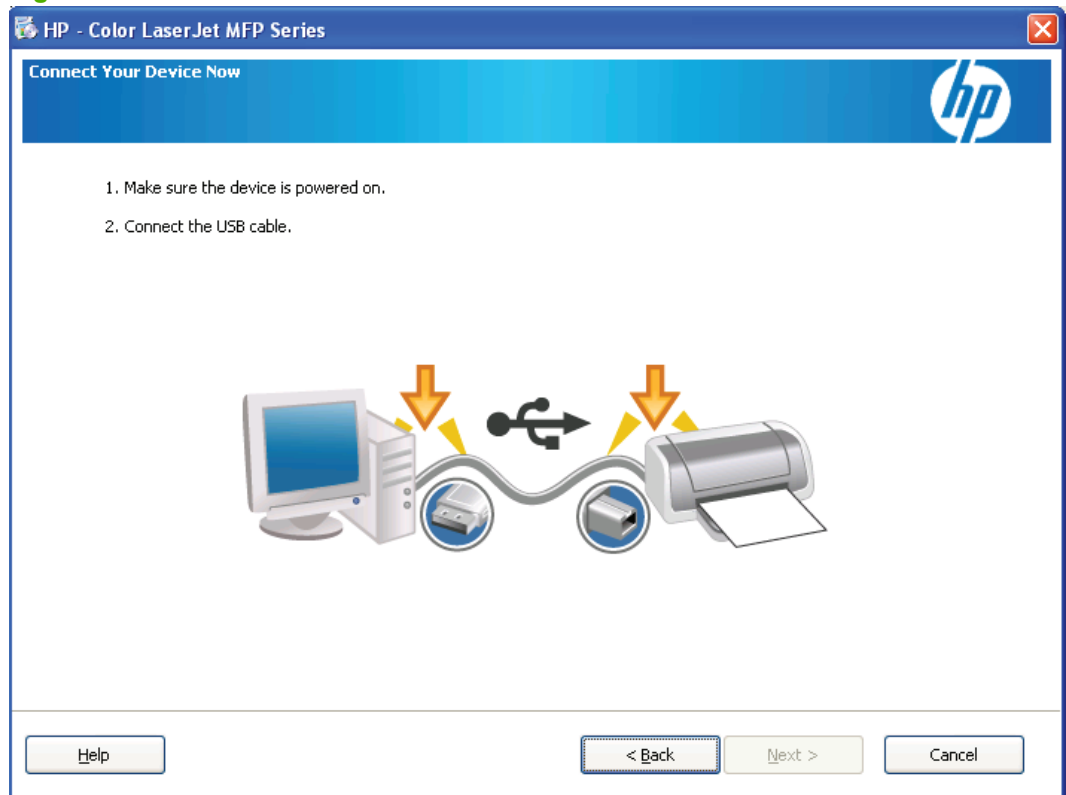 HP - Color LaserJet MFP Series
Connect Your Device Now
hp
1. Make sure the device is powered on.
2. Connect the USB cable.
Help
< Back
Next >
Cancel